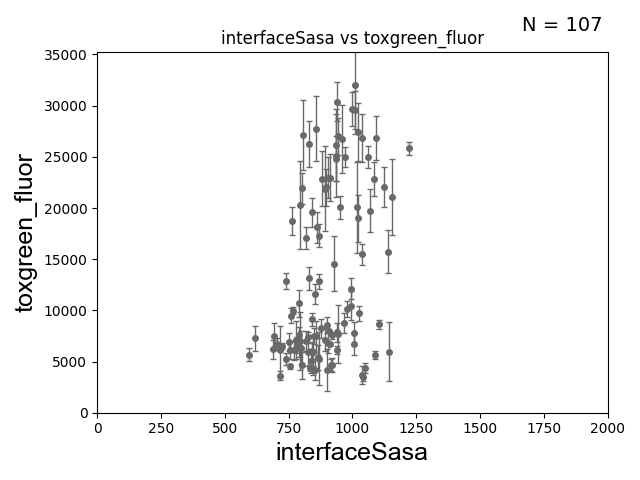 N = 107
interfaceSasa vs toxgreen_fluor
35000
30000
25000
20000
15000
10000
5000
0
toxgreen_fluor
0 250 500 750 1000 1250 1500 1750 2000
interfaceSasa